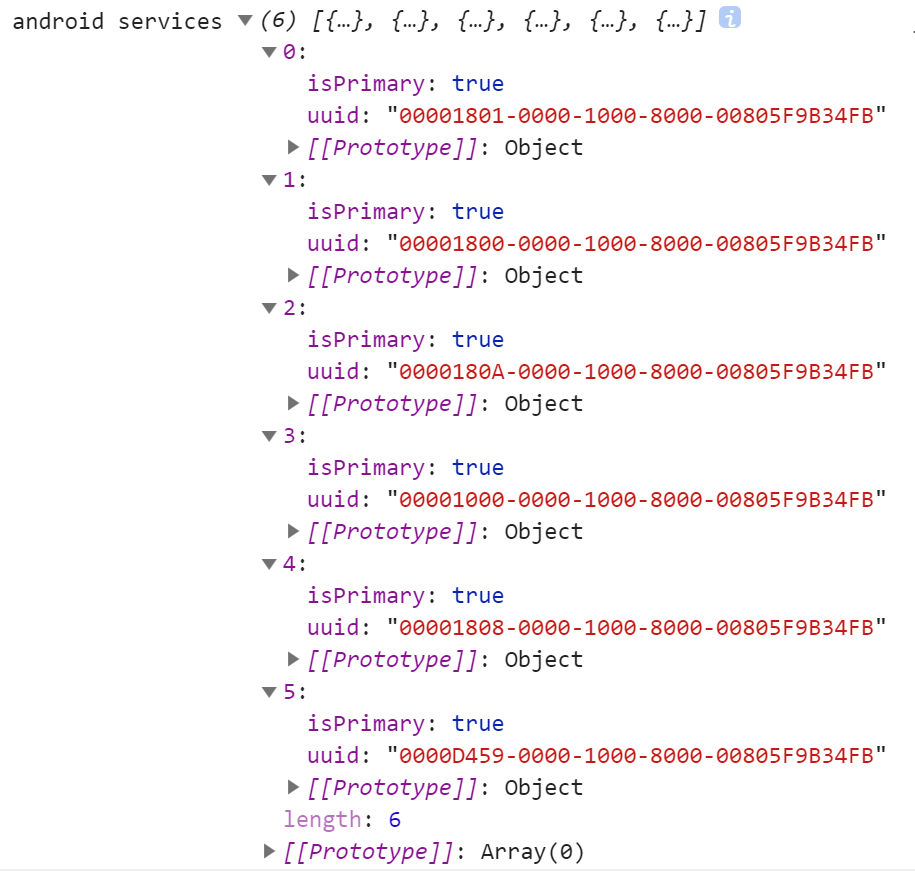 android services (6) [{…}, {…}, {…}, {…}, {…}, {…}] i
0:
isPrimary: true
uuid: "00001801-0000-1000-8000-00805F9B34FB"
[[Prototype]]: Object
1:
isPrimary: true
uuid: "00001800-0000-1000-8000-00805F9B34FB"
[[Prototype]]: Object
2:
isPrimary: true
uuid: "0000180A-0000-1000-8000-00805F9B34FB"
[[Prototype]]: Object
3:
isPrimary: true
uuid: "00001000-0000-1000-8000-00805F9B34FB"
[[Prototype]]: Object
4:
isPrimary: true
uuid: "00001808-0000-1000-8000-00805F9B34FB"
[[Prototype]]: Object
5:
isPrimary: true
uuid: "0000D459-0000-1000-8000-00805F9B34FB"
[[Prototype]]: Object
length: 6
[[Prototype]]: Array(0)